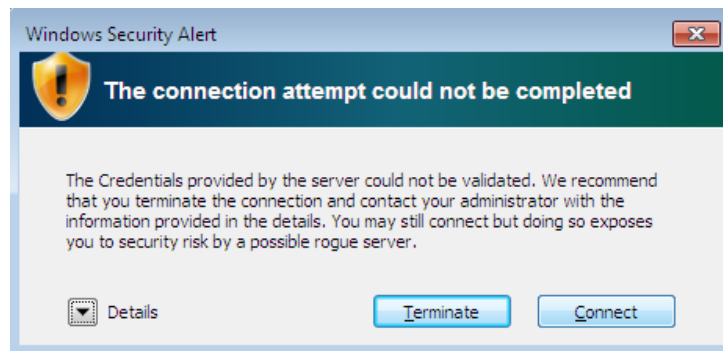 Windows Security Alert
The connection attempt could not be completed
The Credentials provided by the server could not be validated. We recommend
that you terminate the connection and contact your administrator with the
information provided in the details. You may still connect but doing so exposes
you to security risk by a possible rogue server.
Details Terminate Connect